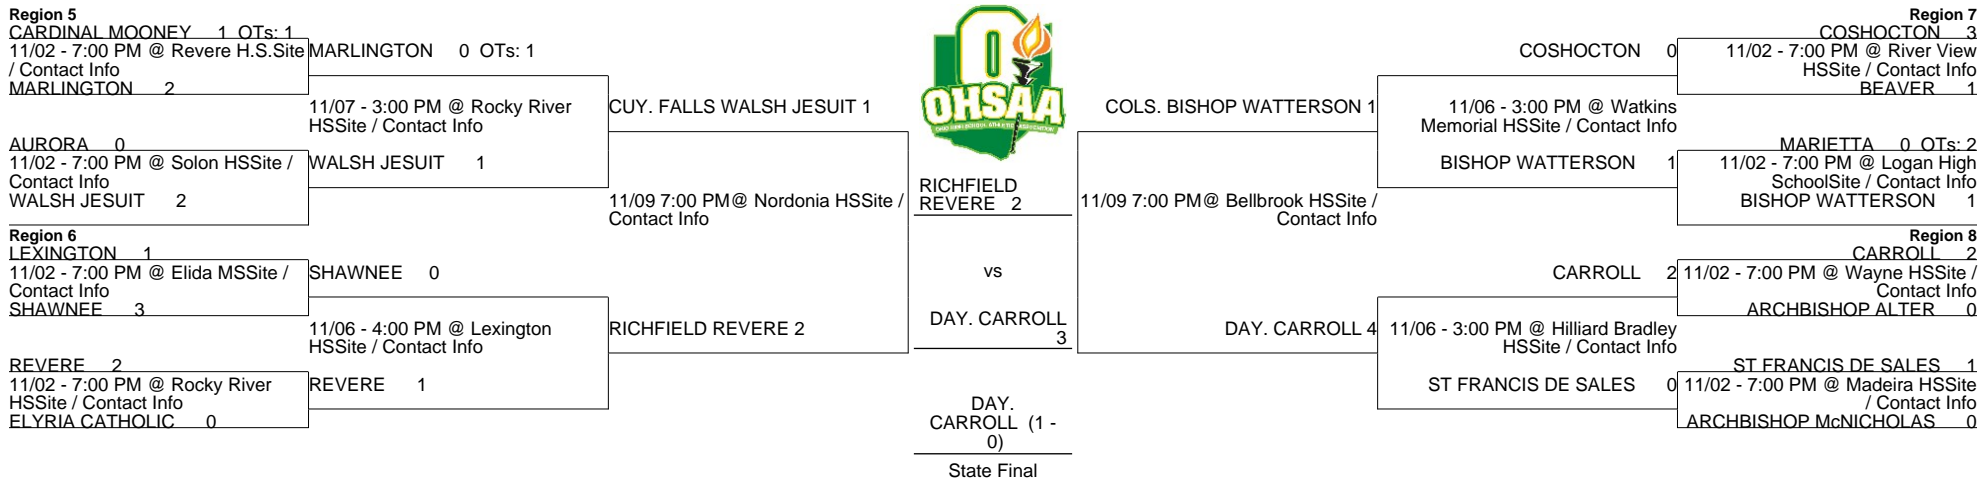 Region 5
CARDINAL MOONEY 1 OTs: 1
11/02 - 7:00 PM @ Revere H.S.Site
/ Contact Info
MARLINGTON 2
AURORA 0
11/02 - 7:00 PM @ Solon HSSite /
Contact Info
WALSH JESUIT 2
Region 6
LEXINGTON 1
11/02 - 7:00 PM @ Elida MSSite /
Contact Info
SHAWNEE 3
REVERE 2
11/02 - 7:00 PM @ Rocky River
HSSite / Contact Info
ELYRIA CATHOLIC 0
MARLINGTON 0 OTs: 1
11/07 - 3:00 PM @ Rocky River
HSSite / Contact Info
WALSH JESUIT 1
SHAWNEE 0
11/06 - 4:00 PM @ Lexington
HSSite / Contact Info
REVERE 1
CUY. FALLS WALSH JESUIT 1
11/09 7:00 PM@ Nordonia HSSite /
Contact Info
RICHFIELD REVERE 2
OHSAA
RICHFIELD
REVERE 2
vs
DAY. CARROLL
3
DAY.
CARROLL (1 -
0)
State Final
COLS. BISHOP WATTERSON 1
11/09 7:00 PM@ Bellbrook HSSite /
Contact Info
DAY. CARROLL 4
COSHOCTON 0
11/06 - 3:00 PM @ Watkins
Memorial HSSite / Contact Info
BISHOP WATTERSON 1
CARROLL 2
11/06 - 3:00 PM @ Hilliard Bradley
HSSite / Contact Info
ST FRANCIS DE SALES 0
Region 7
COSHOCTON 3
11/02 - 7:00 PM @ River View
HSSite / Contact Info
BEAVER 1
MARIETTA 0 OTs: 2
11/02 - 7:00 PM @ Logan High
SchoolSite / Contact Info
BISHOP WATTERSON 1
Region 8
CARROLL 2
11/02 - 7:00 PM @ Wayne HSSite /
Contact Info
ARCHBISHOP ALTER 0
ST FRANCIS DE SALES 1
11/02 - 7:00 PM @ Madeira HSSite
/ Contact Info
ARCHBISHOP McNICHOLAS 0